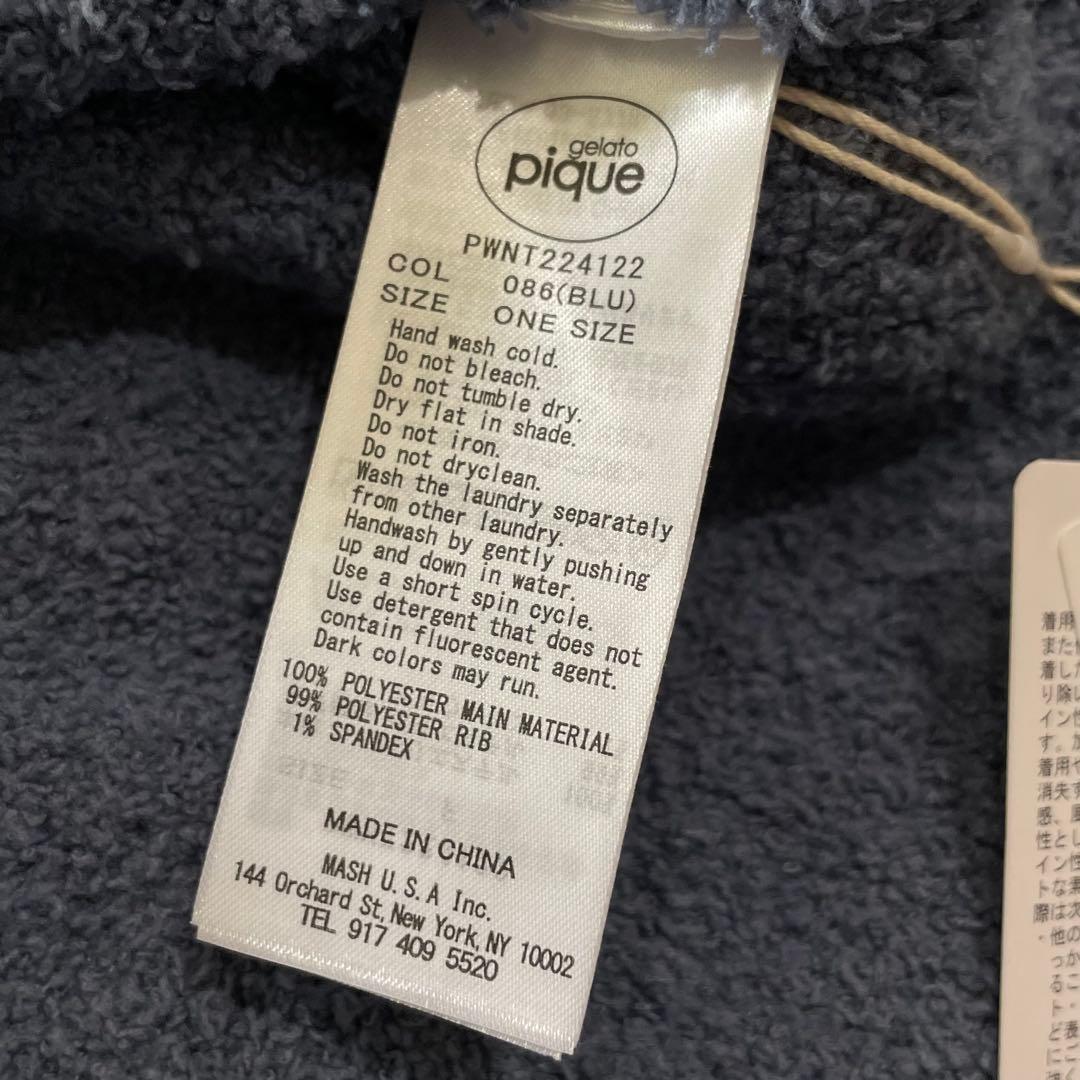 gelato
pique
PWNT224122
COL 086(BLU)
SIZE ONE SIZE
Hand wash cold.
Do not bleach.
Do not tumble dry.
Dry flat in shade.
Do not iron.
Do not dryclean.
Wash the laundry separately
from other laundry.
Handwash by gently pushing
up and down in water.
Use a short spin cycle.
Use detergent that does not
contain fluorescent agent.
Dark colors may run.
100% POLYESTER MAIN MATERIAL
99% POLYESTER RIB
1% SPANDEX
MADE IN CHINA
MASH U.S.A Inc.
144 Orchard St, New York, NY 10002
TEL 917 409 5520
着用
また
着した
り除い
イン性
す。
着用や
消失す
感、風
性とし
イン性
トな素
際は次
・他の
っか
るこ
ト・
ど表
にご